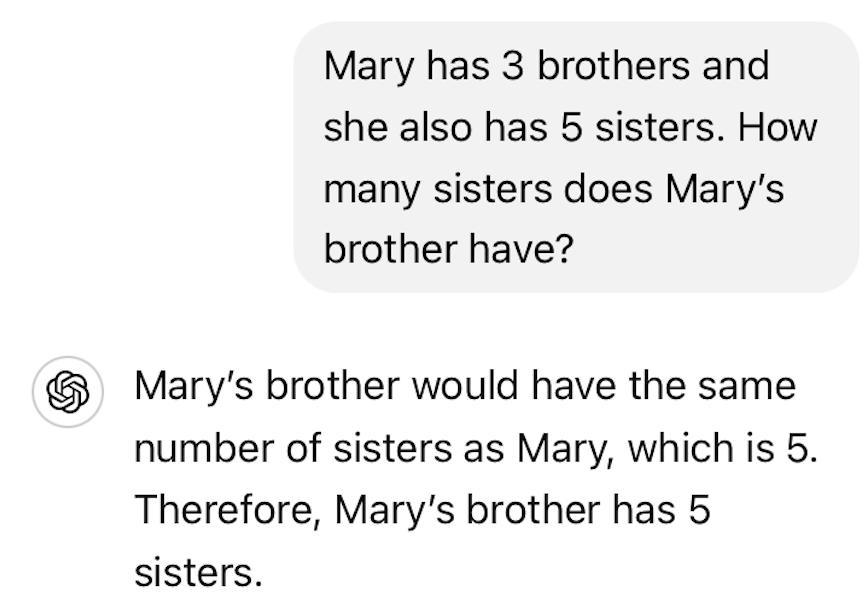 Mary has 3 brothers and
she also has 5 sisters. How
many sisters does Mary’s
brother have?
Mary’s brother would have the same
number of sisters as Mary, which is 5.
Therefore, Mary’s brother has 5
sisters.